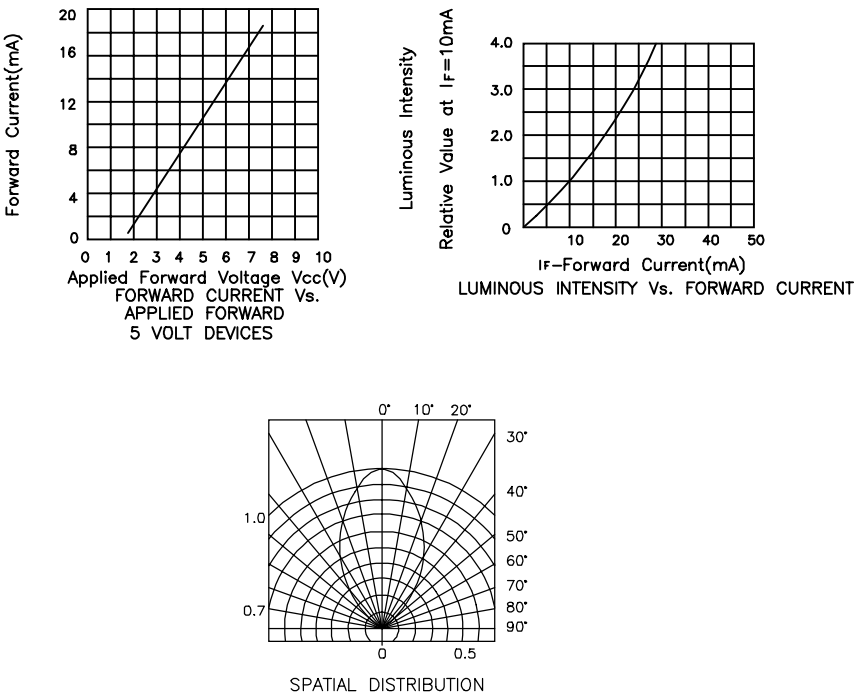 Forward Current(mA)
20
16
12
8
4
0
0 1 2 3 4 5 6 7 8 9 10
Applied Forward Voltage Vcc(V)
FORWARD CURRENT Vs.
APPLIED FORWARD
5 VOLT DEVICES
Luminous Intensity
Relative Value at IF=10mA
4.0
3.0
2.0
1.0
0
10 20 30 40 50
IF-Forward Current(mA)
LUMINOUS INTENSITY Vs. FORWARD CURRENT
0° 10° 20°
30°
40°
50°
60°
70°
80°
90°
1.0
0.7
0 0.5
SPATIAL DISTRIBUTION